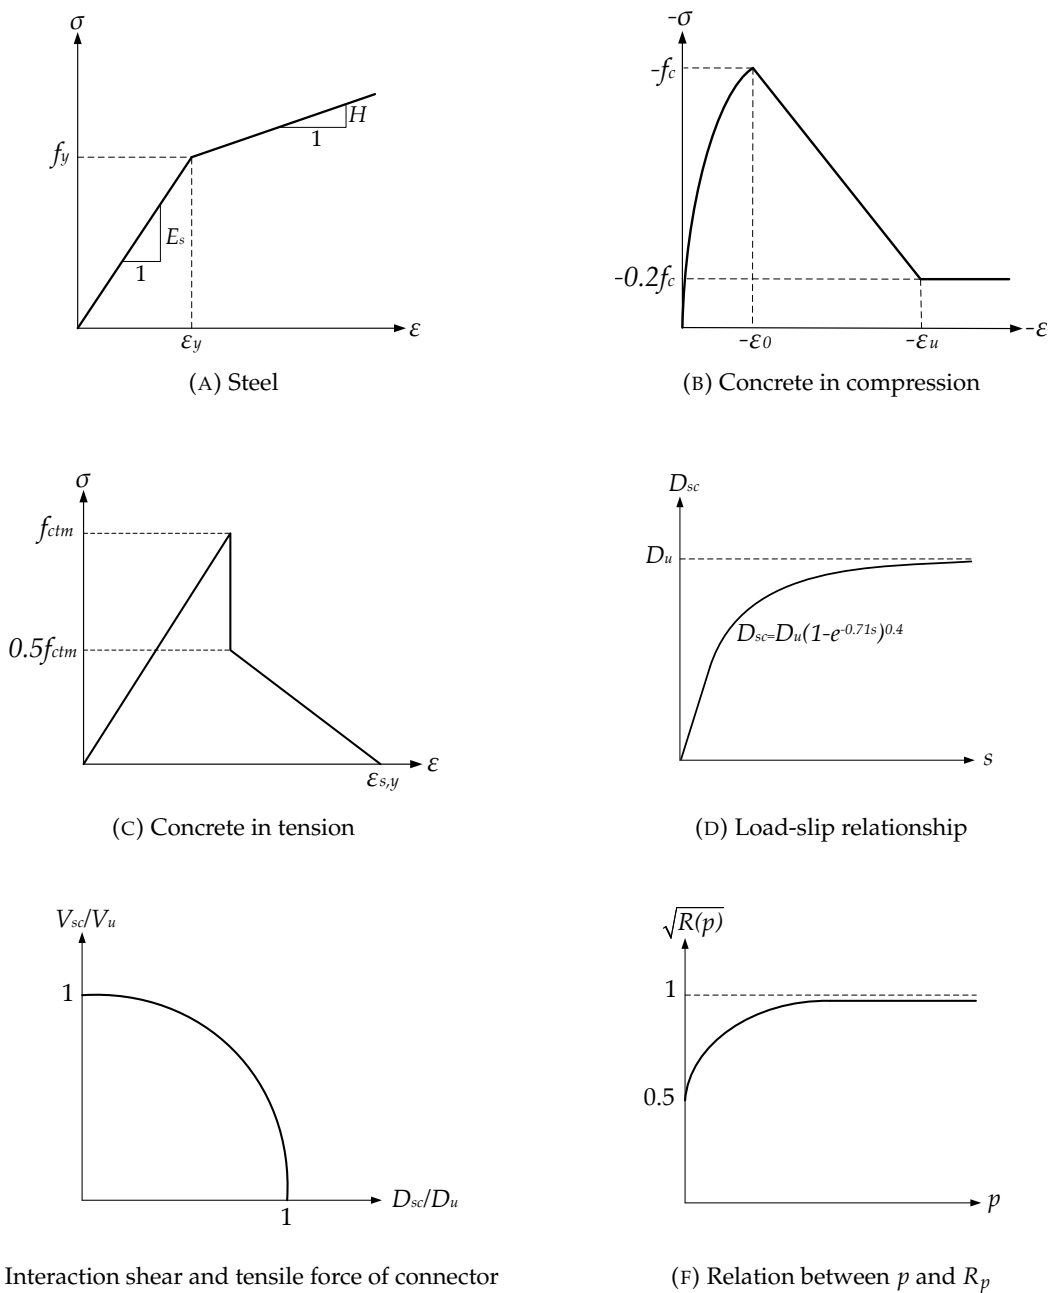 σ
f_y
H
1
E_s
1
ε_y
ε
(A) Steel
-σ
-f_c
-0.2f_c
-ε_0
-ε_u
-ε
(B) Concrete in compression
σ
f_ctm
0.5f_ctm
ε_s,y
ε
(C) Concrete in tension
D_sc
D_u
D_sc=D_u(1-e^-0.71s)^0.4
s
(D) Load-slip relationship
V_sc/V_u
1
1
D_sc/D_u
Interaction shear and tensile force of connector
√R(p)
1
0.5
p
(F) Relation between p and R_p